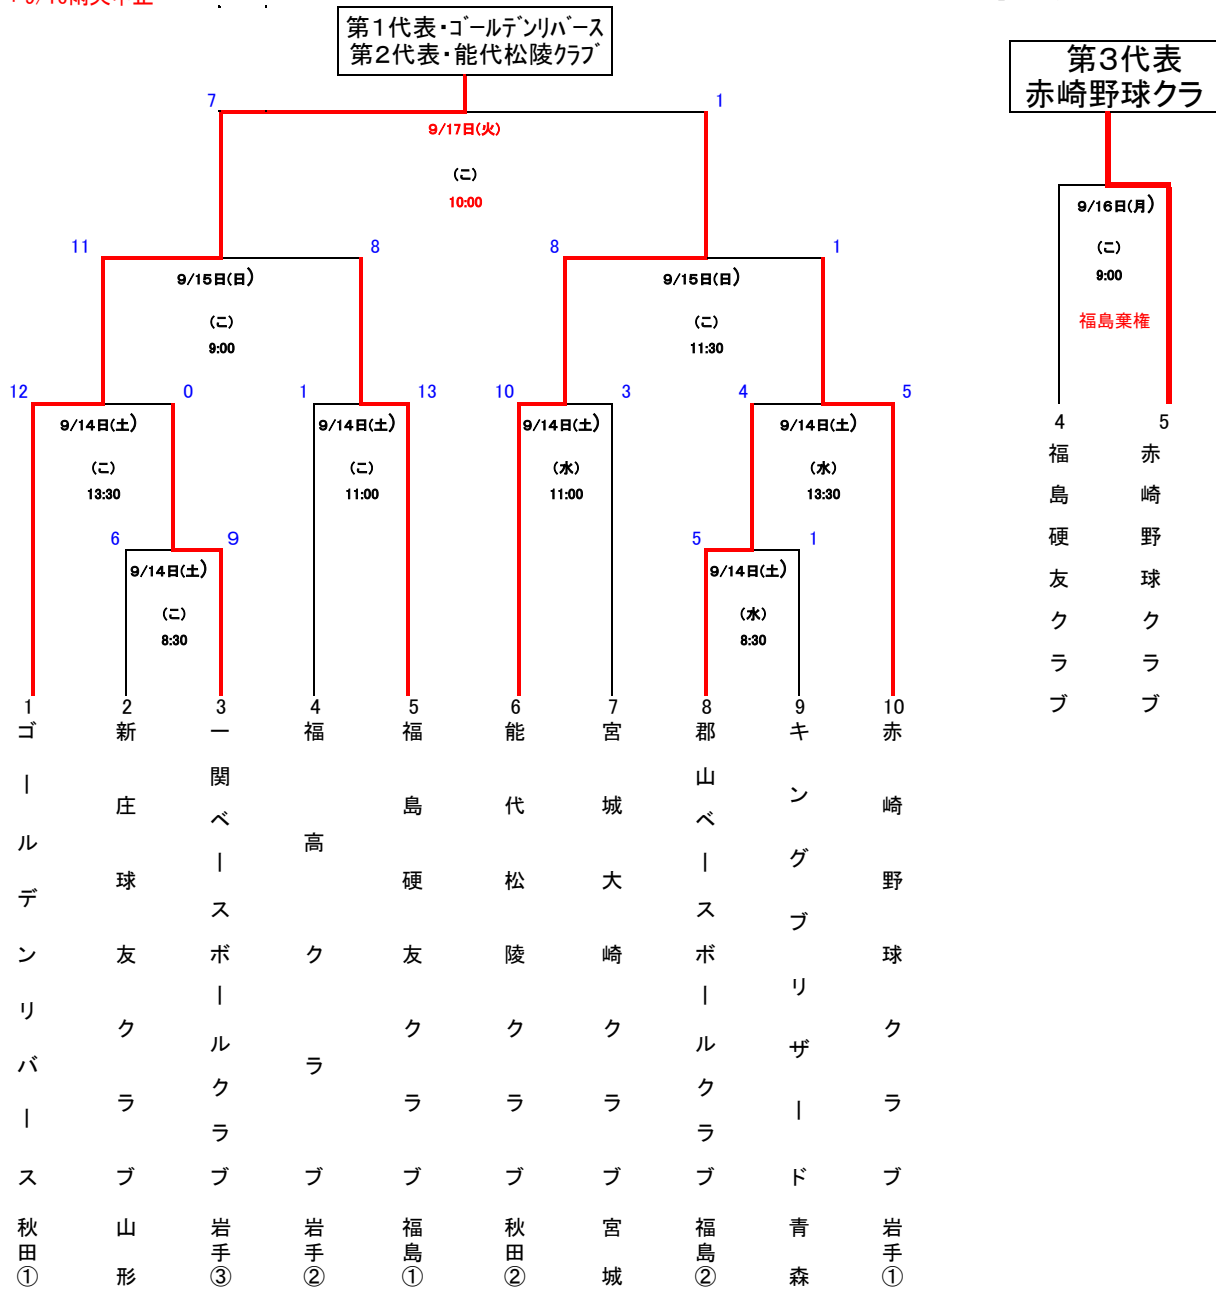 第1代表・ゴールデンリバース
第2代表・能代松陵クラブ
第3代表
赤崎野球クラ
7
1
9/17日(火)
(こ)
10:00
9/16日(月)
(こ)
9:00
福島棄権
11
8
8
1
9/15日(日)
(こ)
9:00
9/15日(日)
(こ)
11:30
12
0
1
13
10
3
4
5
9/14日(土)
(こ)
13:30
9/14日(土)
(こ)
11:00
9/14日(土)
(水)
11:00
9/14日(土)
(水)
13:30
4
福島硬友クラブ
5
赤崎野球クラブ
6
9
5
1
9/14日(土)
(こ)
8:30
9/14日(土)
(水)
8:30
1
ゴールデンリバース
秋田①
2
新庄球友クラブ
山形
3
一関ベースボールクラブ
岩手③
4
福高クラブ
岩手②
5
福島硬友クラブ
福島①
6
能代松陵クラブ
秋田②
7
宮城大崎クラブ
宮城
8
郡山ベースボールクラブ
福島②
9
キングブリザード
青森
10
赤崎野球クラブ
岩手①